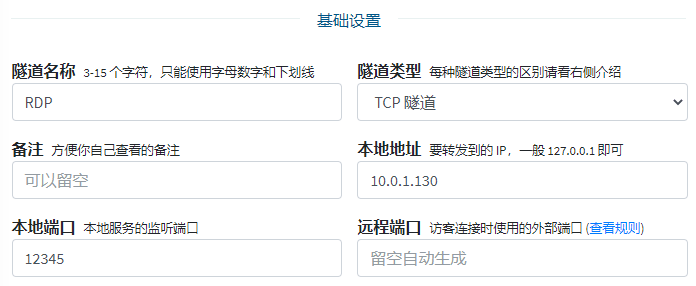 基础设置
隧道名称 3-15 个字符，只能使用字母数字和下划线
RDP
隧道类型 每种隧道类型的区别请看右侧介绍
TCP 隧道
备注 方便你自己查看的备注
可以留空
本地地址 要转发到的 IP，一般 127.0.0.1 即可
10.0.1.130
本地端口 本地服务的监听端口
12345
远程端口 访客连接时使用的外部端口 (查看规则)
留空自动生成